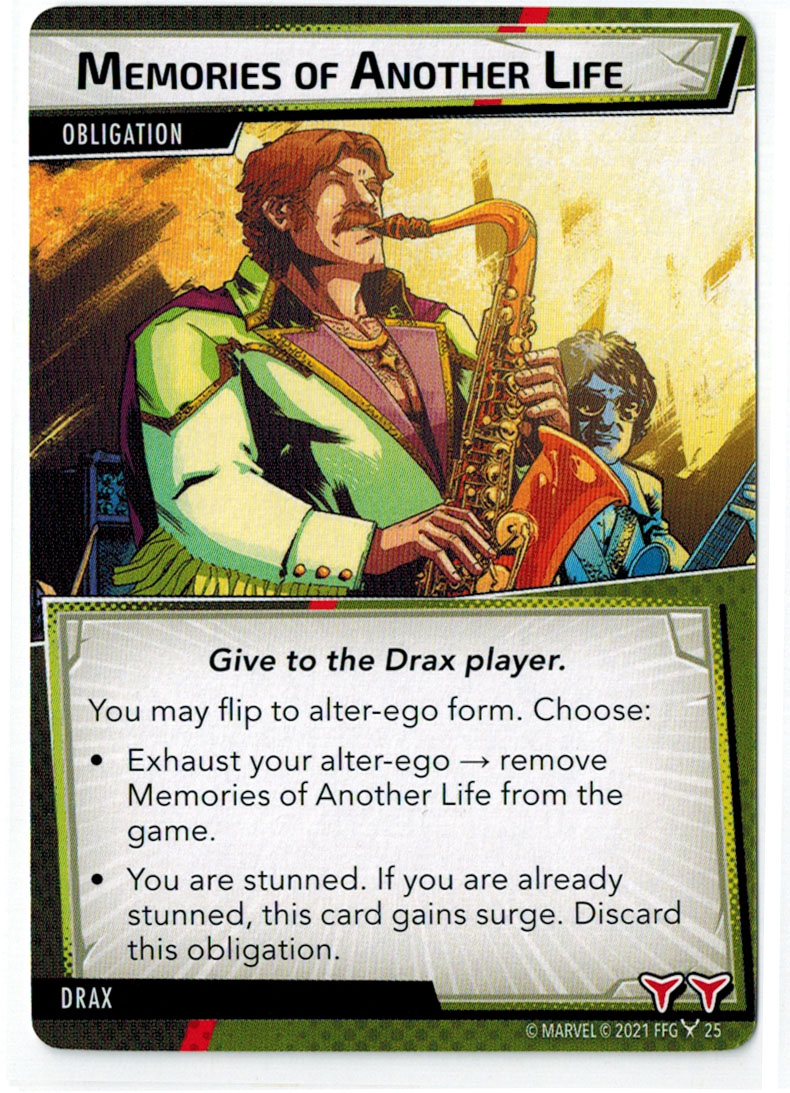 MEMORIES OF ANOTHER LIFE
OBLIGATION
Give to the Drax player.
You may flip to alter-ego form. Choose:
• Exhaust your alter-ego → remove
Memories of Another Life from the
game.
• You are stunned. If you are already
stunned, this card gains surge. Discard
this obligation.
DRAX
© MARVEL © 2021 FFG 25